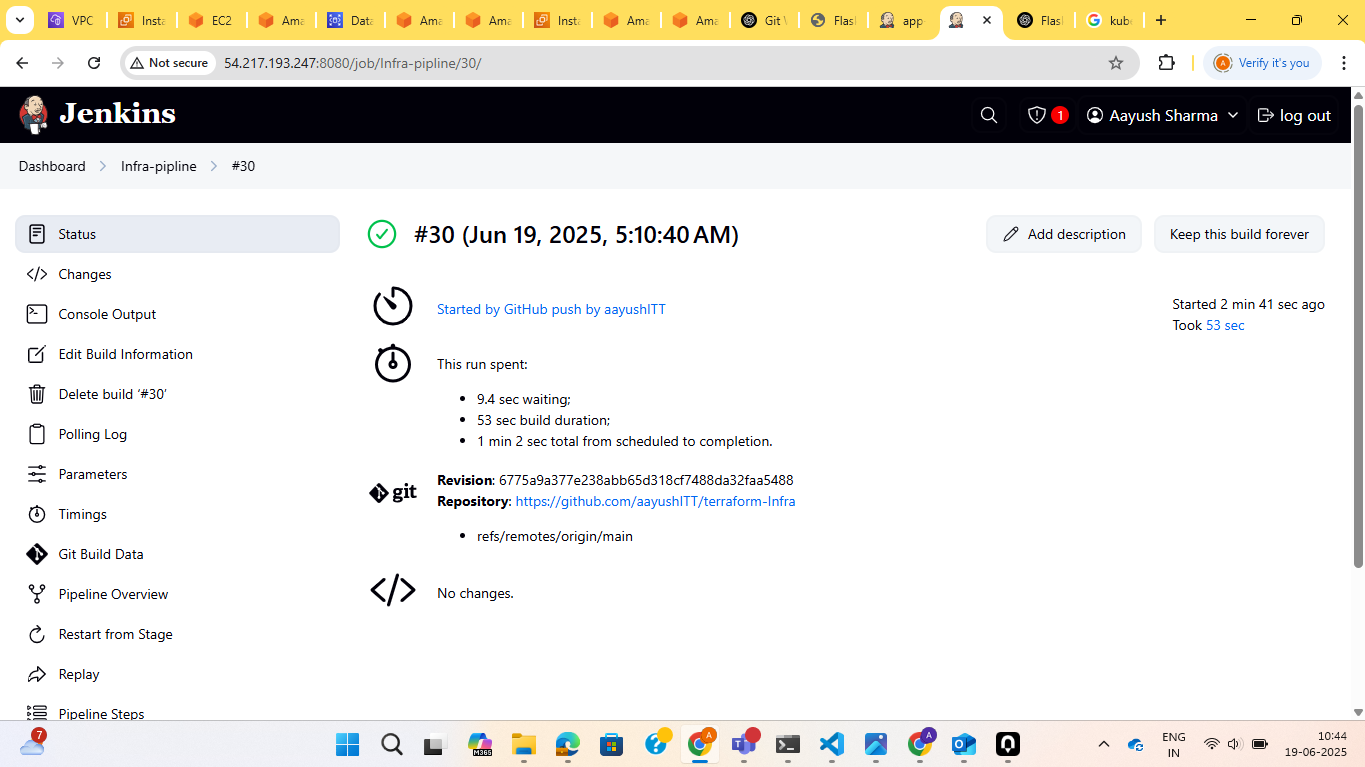 VPC
Insta
EC2
Ama
Data
Ama
Ama
Insta
Ama
Ama
Git V
Flas
app-
Flas
kube
Not secure
54.217.193.247:8080/job/Infra-pipline/30/
Verify it's you
Jenkins
1
Aayush Sharma
log out
Dashboard
Infra-pipline
#30
Status
#30 (Jun 19, 2025, 5:10:40 AM)
Add description
Keep this build forever
Changes
Console Output
Edit Build Information
Delete build '#30'
Polling Log
Parameters
Timings
Git Build Data
Pipeline Overview
Restart from Stage
Replay
Pipeline Steps
Started by GitHub push by aayushITT
Started 2 min 41 sec ago
Took 53 sec
This run spent:
9.4 sec waiting;
53 sec build duration;
1 min 2 sec total from scheduled to completion.
git
Revision: 6775a9a377e238abb65d318cf7488da32faa5488
Repository: https://github.com/aayushITT/terraform-Infra
refs/remotes/origin/main
No changes.
7
M365
A
A
ENG
IN
10:44
19-06-2025